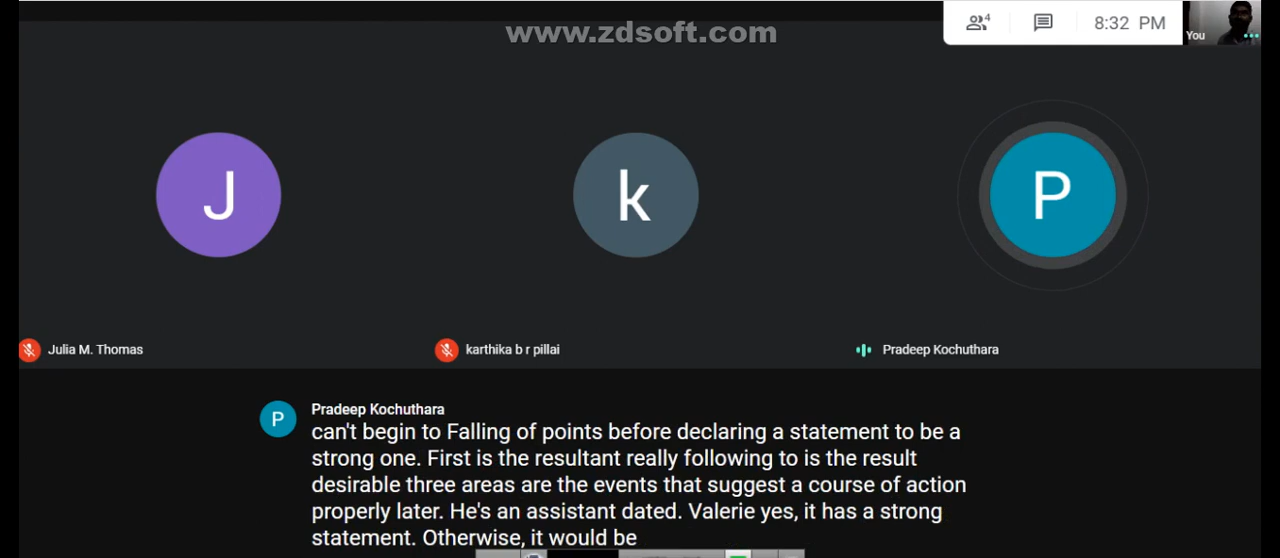 www.zdsoft.com
4
8:32 PM
You
J
k
P
Julia M. Thomas
karthika b r pillai
Pradeep Kochuthara
P
Pradeep Kochuthara
can't begin to Falling of points before declaring a statement to be a
strong one. First is the resultant really following to is the result
desirable three areas are the events that suggest a course of action
properly later. He's an assistant dated. Valerie yes, it has a strong
statement. Otherwise, it would be